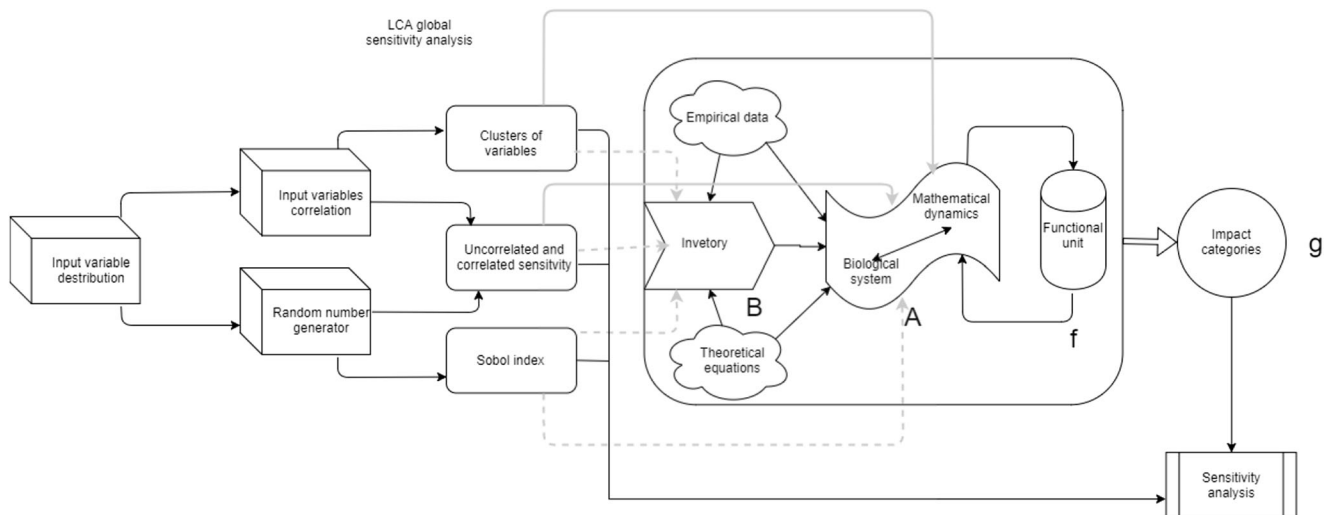 LCA global
sensitivity analysis
Input variable
destribution
Input variables
correlation
Random number
generator
Clusters of
variables
Uncorrelated and
correlated sensitvity
Sobol index
Empirical data
Invetory
B
Theoretical
equations
Mathematical
dynamics
Biological
system
A
Functional
unit
f
Impact
categories
g
Sensitivity
analysis